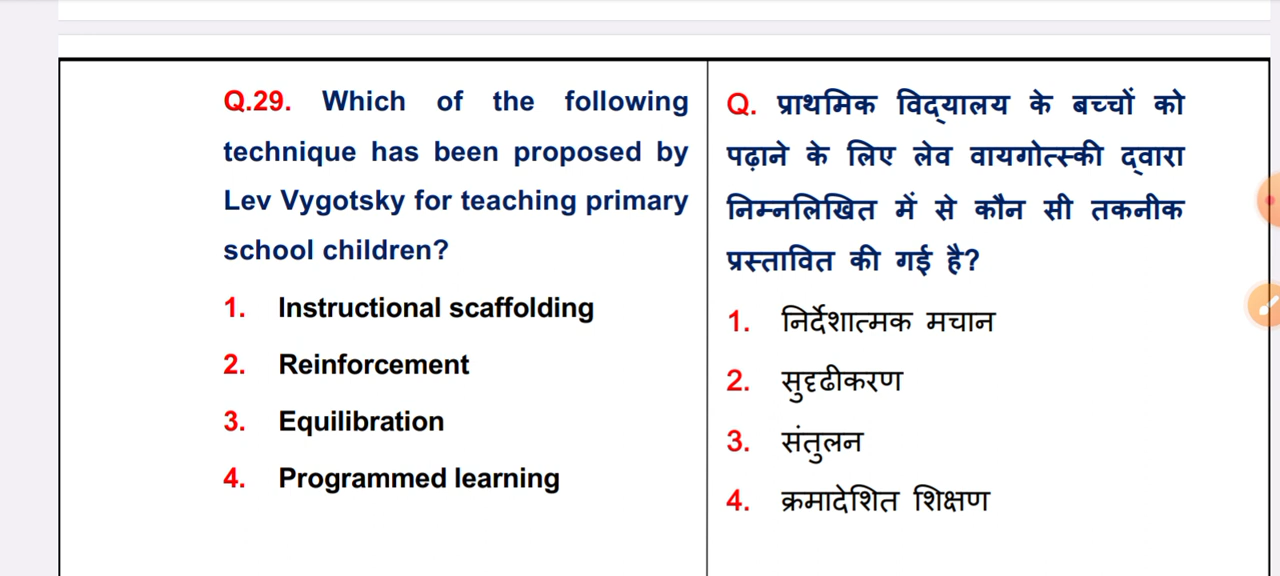 Q.29. Which of the following
technique has been proposed by
Lev Vygotsky for teaching primary
school children?
1. Instructional scaffolding
2. Reinforcement
3. Equilibration
4. Programmed learning
Q. प्राथमिक विद्यालय के बच्चों को
पढ़ाने के लिए लेव वायगोत्स्की द्वारा
निम्नलिखित में से कौन सी तकनीक
प्रस्तावित की गई है?
1. निर्देशात्मक मचान
2. सुदृढीकरण
3. संतुलन
4. क्रमादेशित शिक्षण